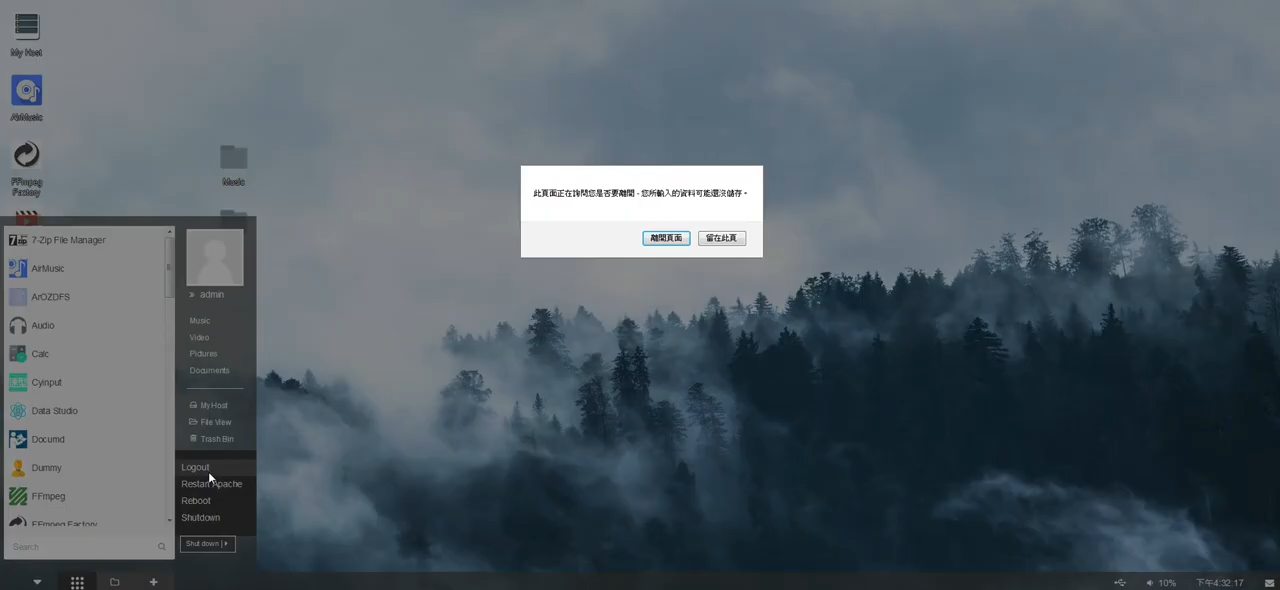 My Host
AirMusic
FFmpeg
Factory
Music
此頁面正在詢問您是否要離開 - 您所輸入的資料可能還沒儲存。
離開頁面
留在此頁
7-Zip File Manager
AirMusic
ArOZDFS
Audio
Calc
Cyinput
Data Studio
Documd
Dummy
FFmpeg
FFmpeg Factory
Search
admin
Music
Video
Pictures
Documents
My Host
File View
Trash Bin
Logout
Restart Apache
Reboot
Shutdown
Shut down
10%
下午4:32:17